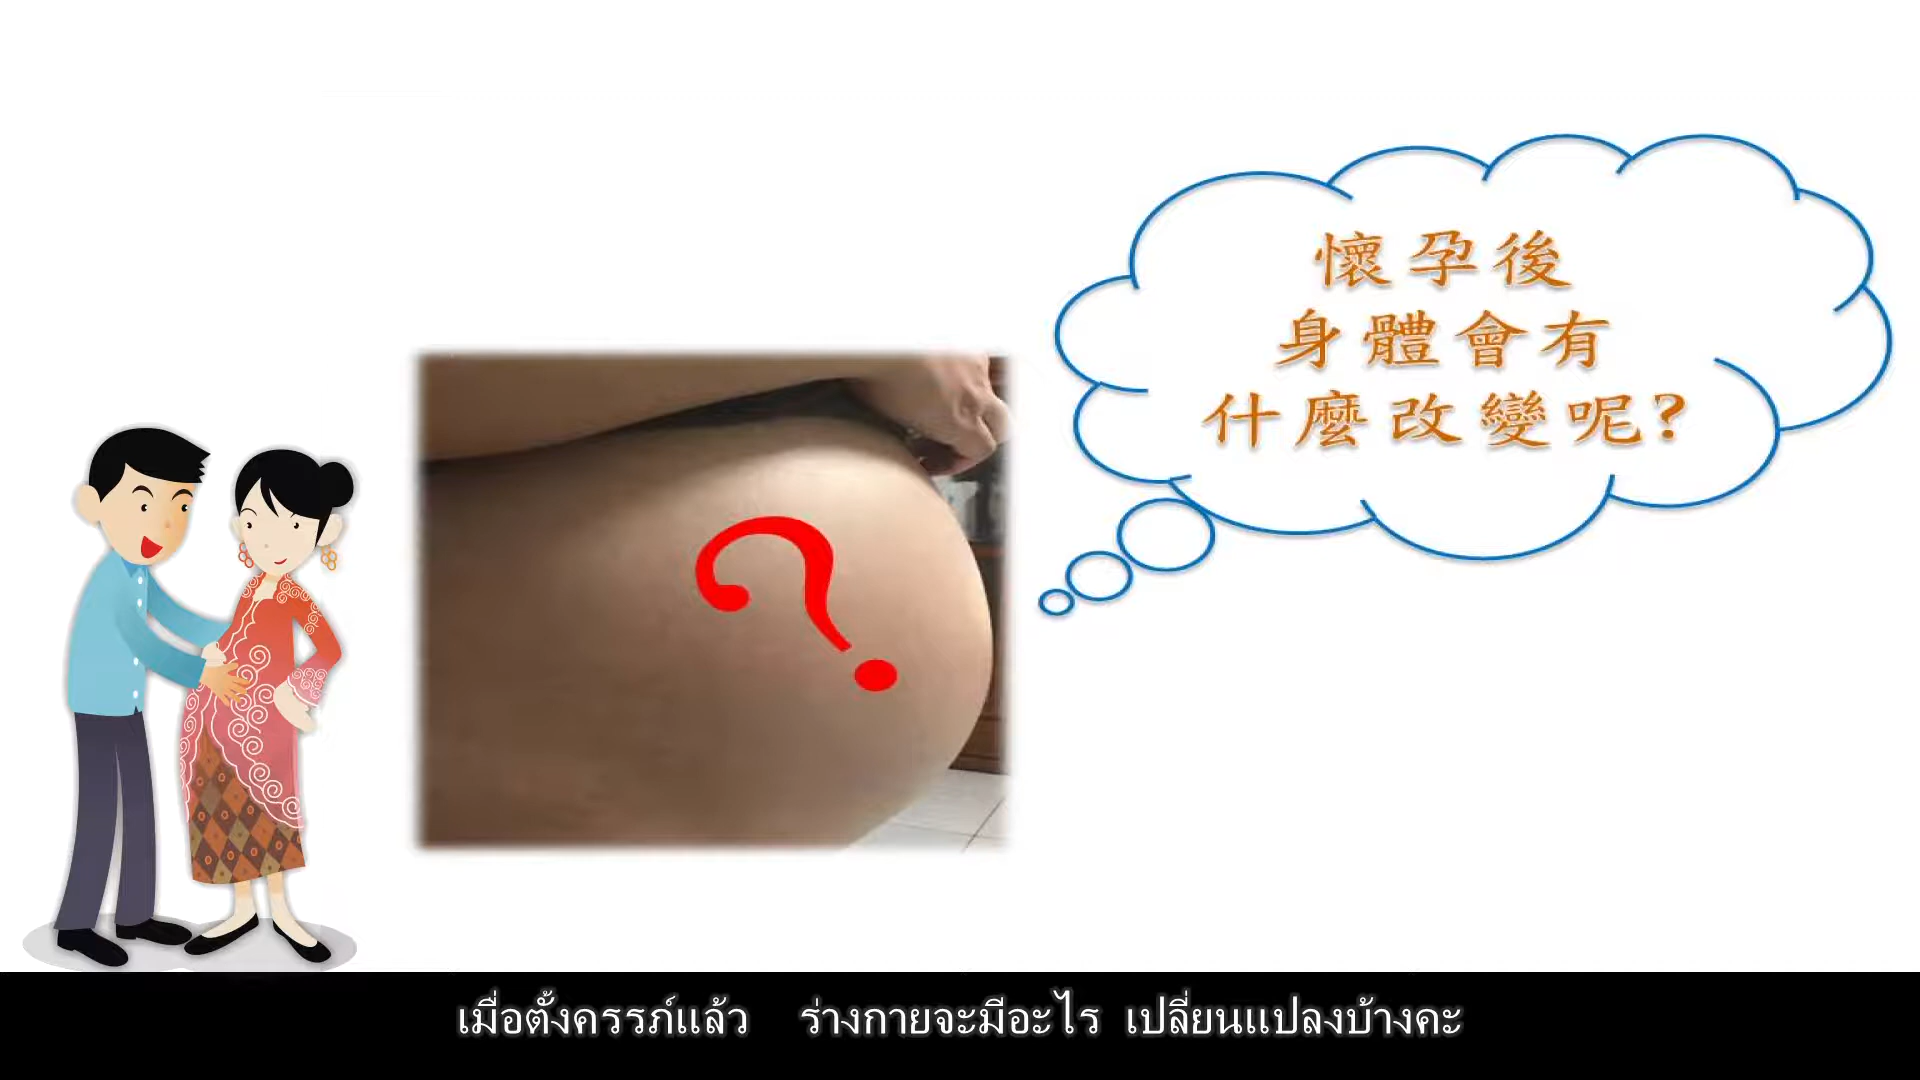 懷孕後
身體會有
什麼改變呢?
?
เมื่อตั้งครรภ์แล้ว ร่างกายจะมีอะไร เปลี่ยนแปลงบ้างคะ